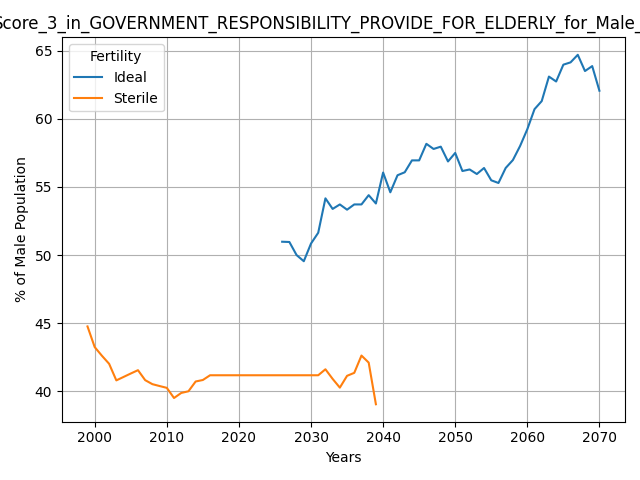 Score_3_in_GOVERNMENT_RESPONSIBILITY_PROVIDE_FOR_ELDERLY_for_Male_
Fertility
Ideal
Sterile
65
60
55
50
45
40
% of Male Population
2000 2010 2020 2030 2040 2050 2060 2070
Years